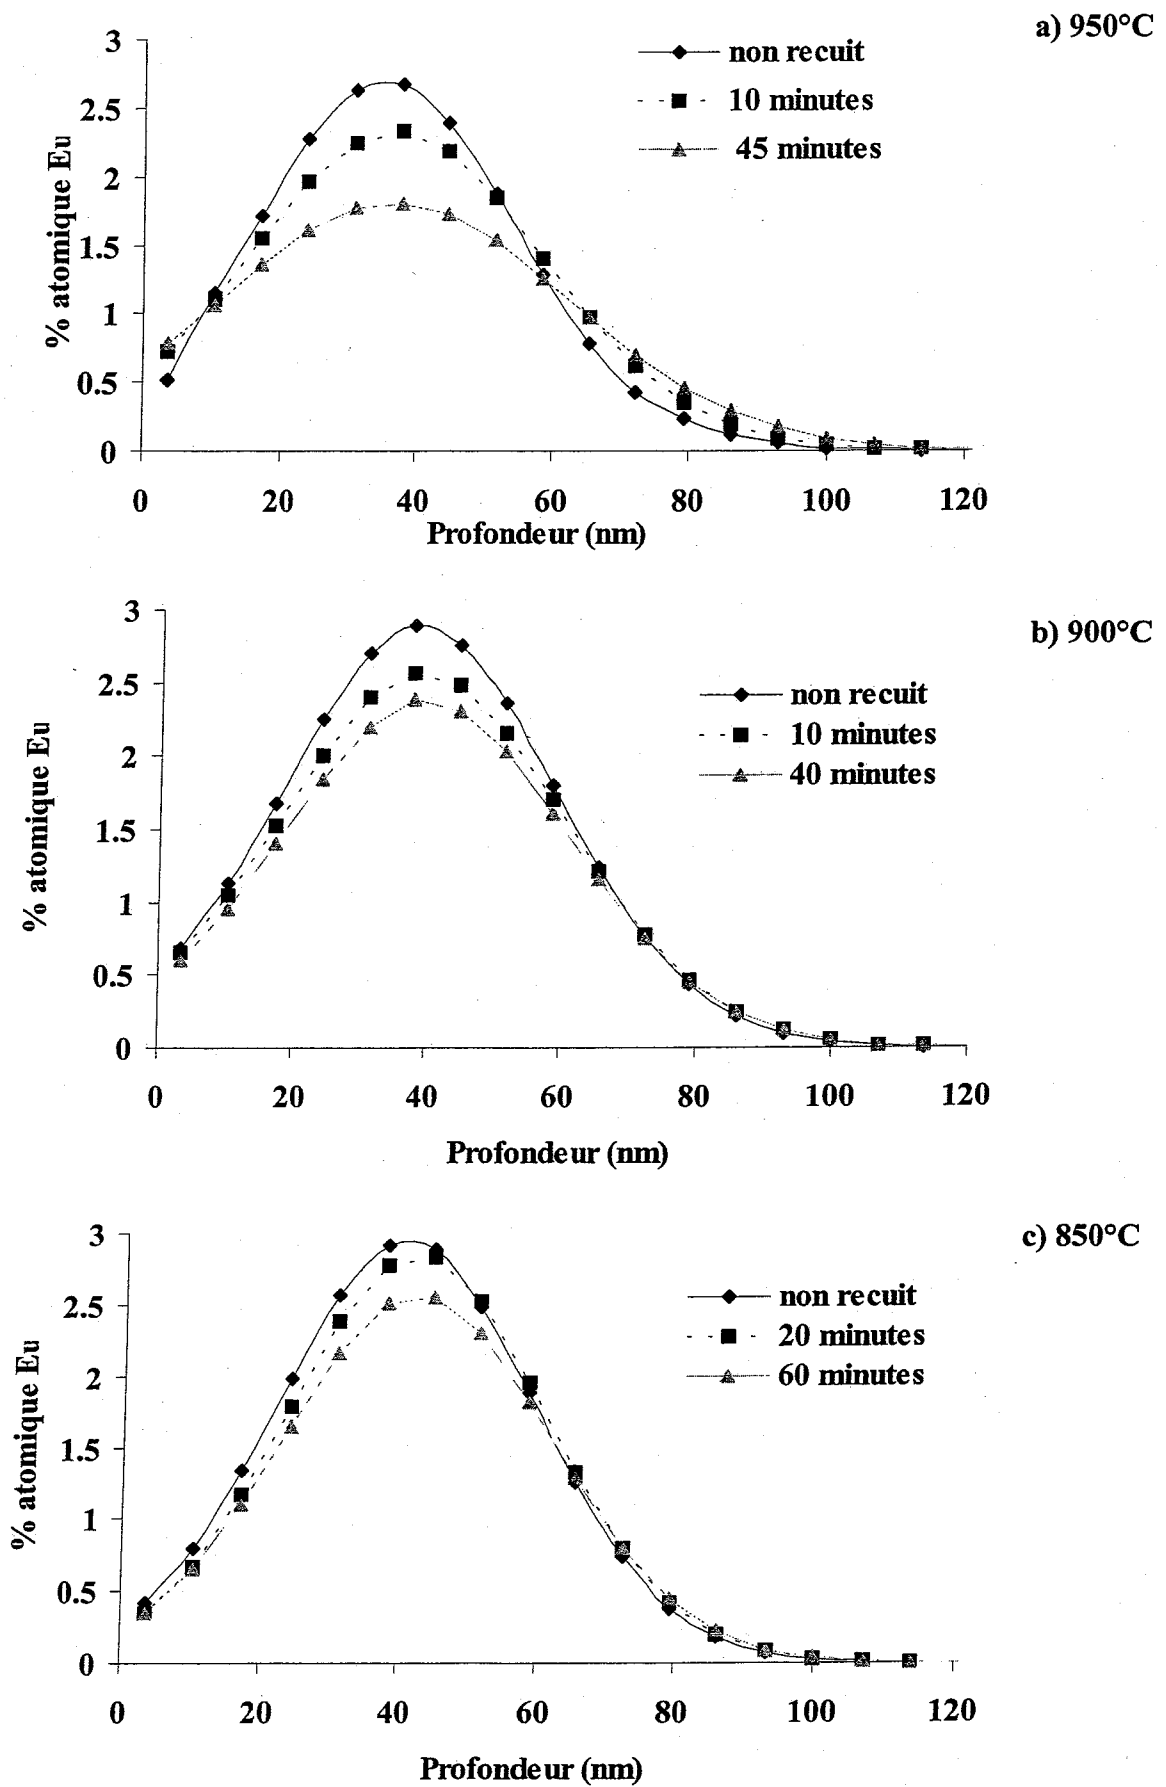 a) 950°C
non recuit
10 minutes
45 minutes
% atomique Eu
3
2.5
2
1.5
1
0.5
0
0 20 40 60 80 100 120
Profondeur (nm)
b) 900°C
non recuit
10 minutes
40 minutes
% atomique Eu
3
2.5
2
1.5
1
0.5
0
0 20 40 60 80 100 120
Profondeur (nm)
c) 850°C
non recuit
20 minutes
60 minutes
% atomique Eu
3
2.5
2
1.5
1
0.5
0
0 20 40 60 80 100 120
Profondeur (nm)